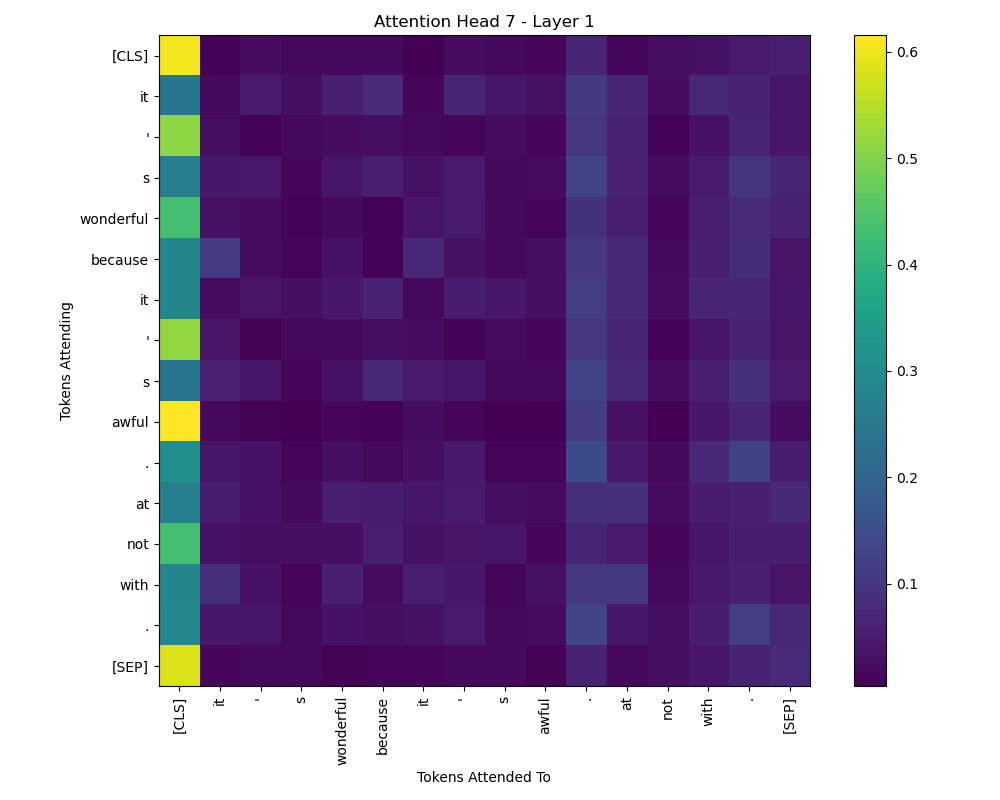 Attention Head 7 - Layer 1
Tokens Attending
[CLS]
it
'
s
wonderful
because
it
'
s
awful
.
at
not
with
.
[SEP]
[CLS]
it
'
s
wonderful
because
it
'
s
awful
.
at
not
with
.
[SEP]
Tokens Attended To
0.6
0.5
0.4
0.3
0.2
0.1